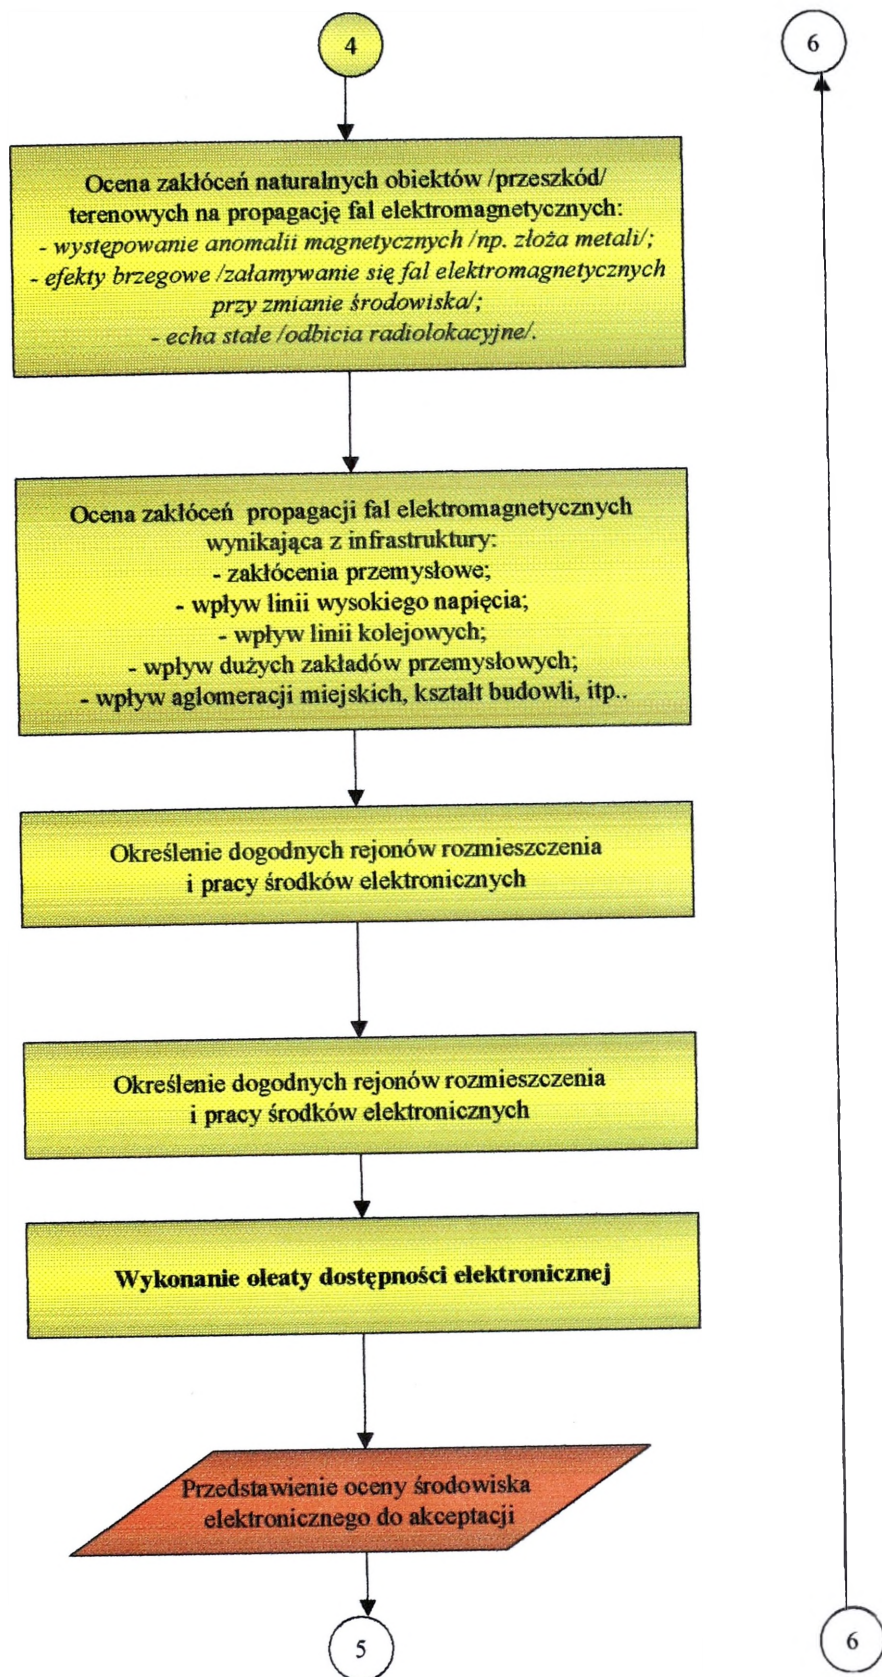 4
6
Ocena zakłóceń naturalnych obiektów /przeszkód/
terenowych na propagację fal elektromagnetycznych:
- występowanie anomalii magnetycznych /np. złoża metali/;
- efekty brzegowe /załamywanie się fal elektromagnetycznych
przy zmianie środowiska/;
- echa stałe /odbicia radiolokacyjne/.
Ocena zakłóceń propagacji fal elektromagnetycznych
wynikająca z infrastruktury:
- zakłócenia przemysłowe;
- wpływ linii wysokiego napięcia;
- wpływ linii kolejowych;
- wpływ dużych zakładów przemysłowych;
- wpływ aglomeracji miejskich, kształt budowli, itp..
Określenie dogodnych rejonów rozmieszczenia
i pracy środków elektronicznych
Określenie dogodnych rejonów rozmieszczenia
i pracy środków elektronicznych
Wykonanie oleaty dostępności elektronicznej
Przedstawienie oceny środowiska
elektronicznego do akceptacji
5
6